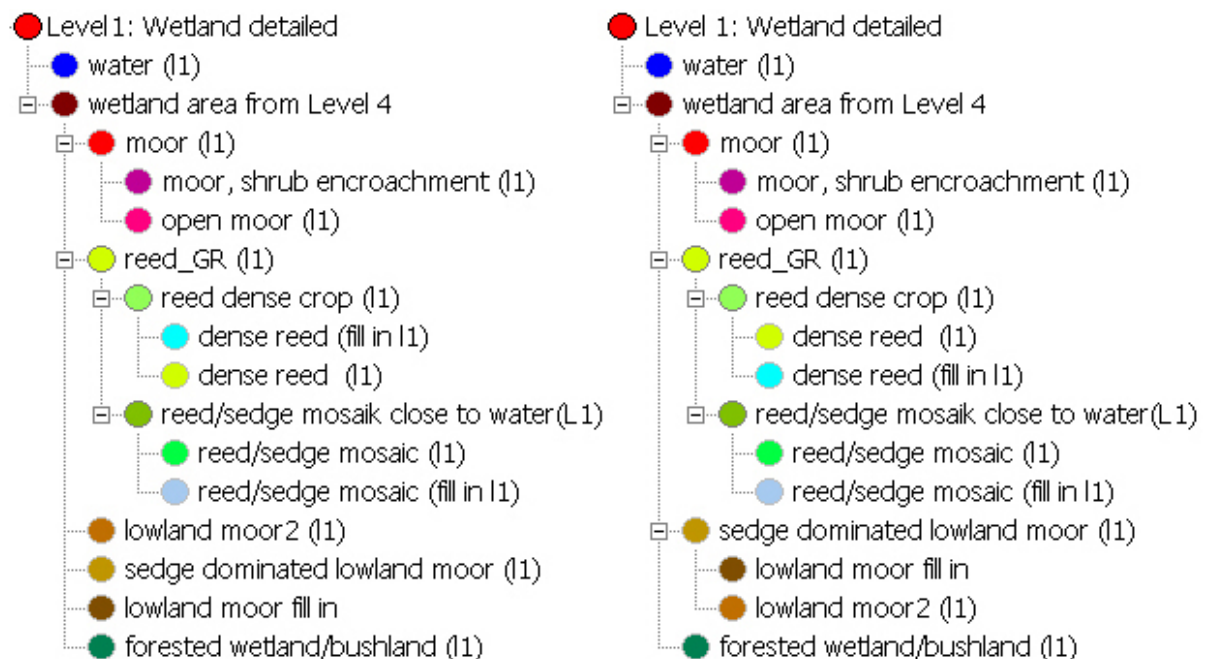 Level1: Wetland detailed
water (l1)
wetland area from Level 4
moor (l1)
moor, shrub encroachment (l1)
open moor (l1)
reed_GR (l1)
reed dense crop (l1)
dense reed (fill in l1)
dense reed (l1)
reed/sedge mosaik close to water(L1)
reed/sedge mosaic (l1)
reed/sedge mosaic (fill in l1)
lowland moor2 (l1)
sedge dominated lowland moor (l1)
lowland moor fill in
forested wetland/bushland (l1)
Level 1: Wetland detailed
water (l1)
wetland area from Level 4
moor (l1)
moor, shrub encroachment (l1)
open moor (l1)
reed_GR (l1)
reed dense crop (l1)
dense reed (l1)
dense reed (fill in l1)
reed/sedge mosaik close to water(L1)
reed/sedge mosaic (l1)
reed/sedge mosaic (fill in l1)
sedge dominated lowland moor (l1)
lowland moor fill in
lowland moor2 (l1)
forested wetland/bushland (l1)